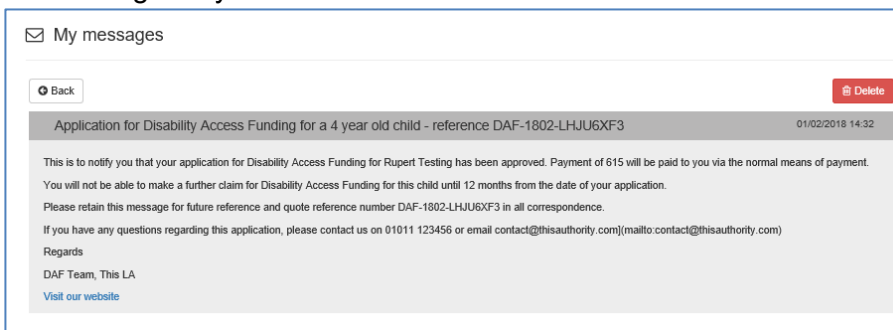 My messages
Back
Delete
Application for Disability Access Funding for a 4 year old child - reference DAF-1802-LHJU6XF3 01/02/2018 14:32
This is to notify you that your application for Disability Access Funding for Rupert Testing has been approved. Payment of 615 will be paid to you via the normal means of payment.
You will not be able to make a further claim for Disability Access Funding for this child until 12 months from the date of your application.
Please retain this message for future reference and quote reference number DAF-1802-LHJU6XF3 in all correspondence.
If you have any questions regarding this application, please contact us on 01011 123456 or email contact@thisauthority.com](mailto:contact@thisauthority.com)
Regards
DAF Team, This LA
Visit our website